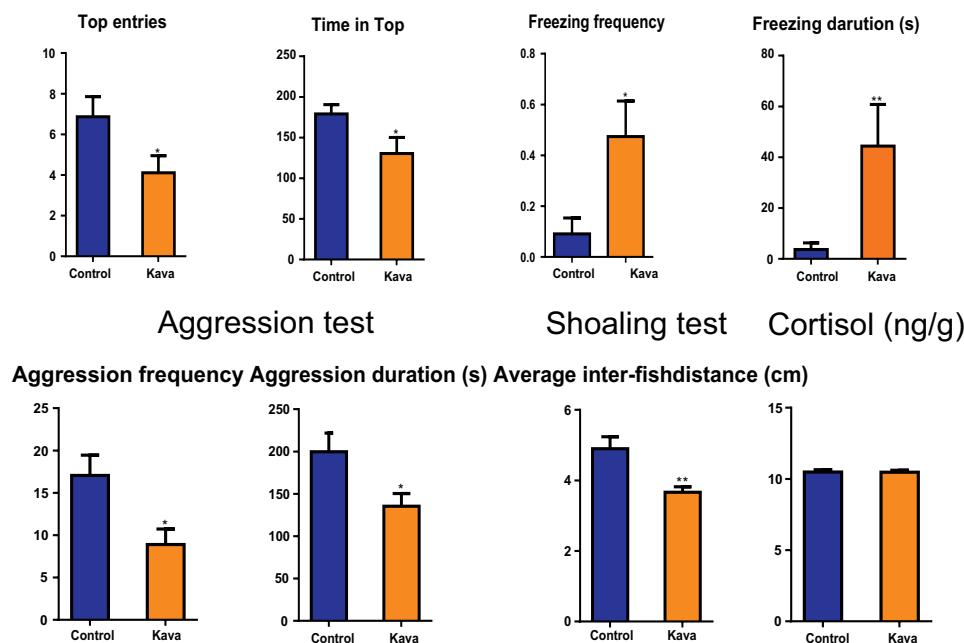 Top entries
10
8
6
4
2
0
*
Control Kava
Time in Top
250
200
150
100
50
0
*
Control Kava
Freezing frequency
0.8
0.6
0.4
0.2
0.0
*
Control Kava
Freezing darution (s)
80
60
40
20
0
**
Control Kava
Aggression test
Shoaling test
Cortisol (ng/g)
Aggression frequency
25
20
15
10
5
0
*
Control Kava
Aggression duration (s)
250
200
150
100
50
0
*
Control Kava
Average inter-fishdistance (cm)
6
4
2
0
**
Control Kava
15
10
5
0
Control Kava